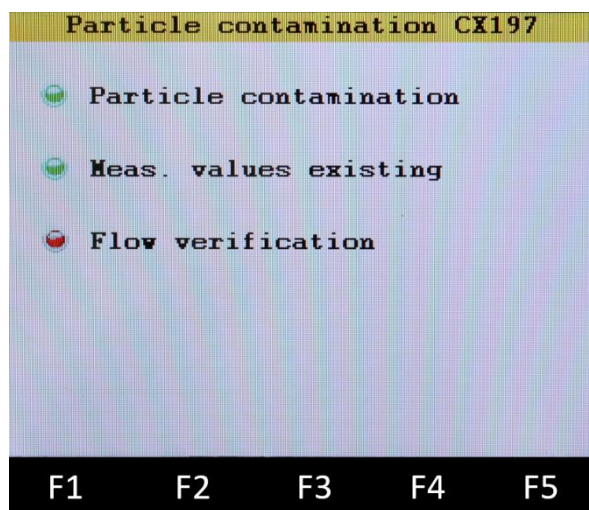 Particle contamination CX197
Particle contamination
Meas. values existing
Flow verification
F1 F2 F3 F4 F5